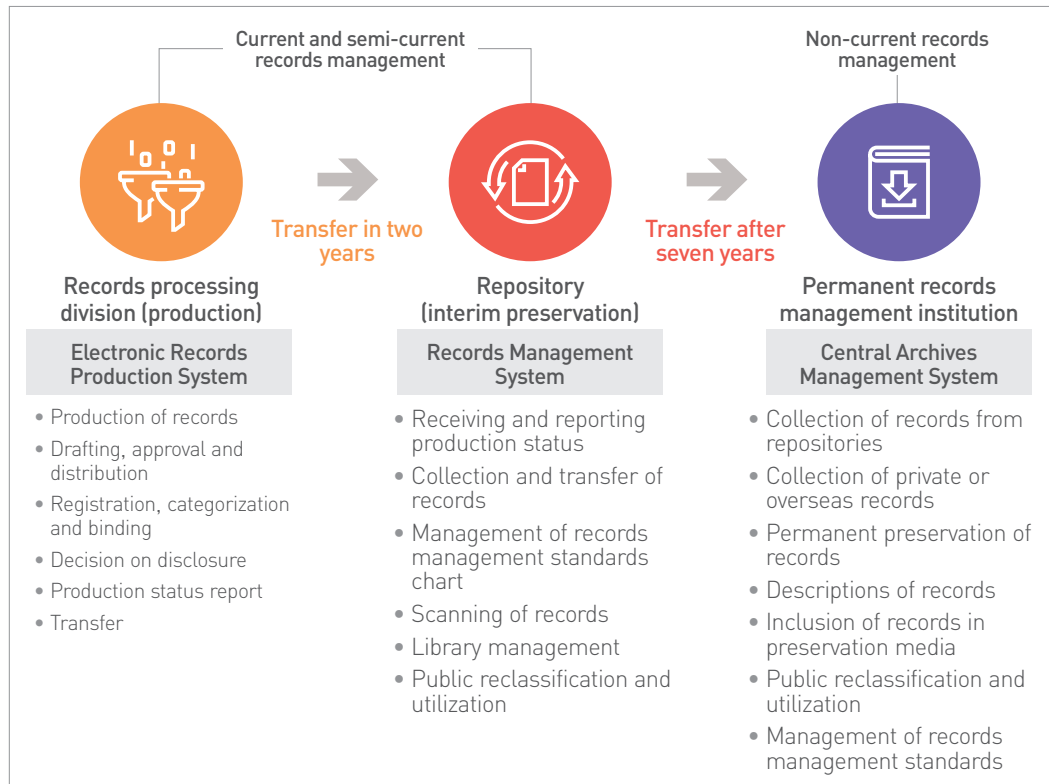 Current and semi-current
records management
Non-current records
management
Transfer in two
years
Transfer after
seven years
Records processing
division (production)
Electronic Records
Production System
• Production of records
• Drafting, approval and
distribution
• Registration, categorization
and binding
• Decision on disclosure
• Production status report
• Transfer
Repository
(interim preservation)
Records Management
System
• Receiving and reporting
production status
• Collection and transfer of
records
• Management of records
management standards
chart
• Scanning of records
• Library management
• Public reclassification and
utilization
Permanent records
management institution
Central Archives
Management System
• Collection of records from
repositories
• Collection of private or
overseas records
• Permanent preservation of
records
• Descriptions of records
• Inclusion of records in
preservation media
• Public reclassification and
utilization
• Management of records
management standards